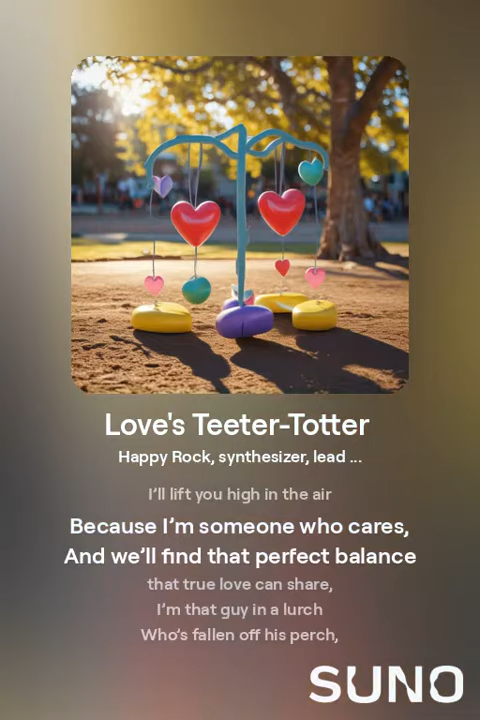 Love's Teeter-Totter
Happy Rock, synthesizer, lead ...
I’ll lift you high in the air
Because I’m someone who cares,
And we’ll find that perfect balance
that true love can share,
I’m that guy in a lurch
Who’s fallen off his perch,
SUNO